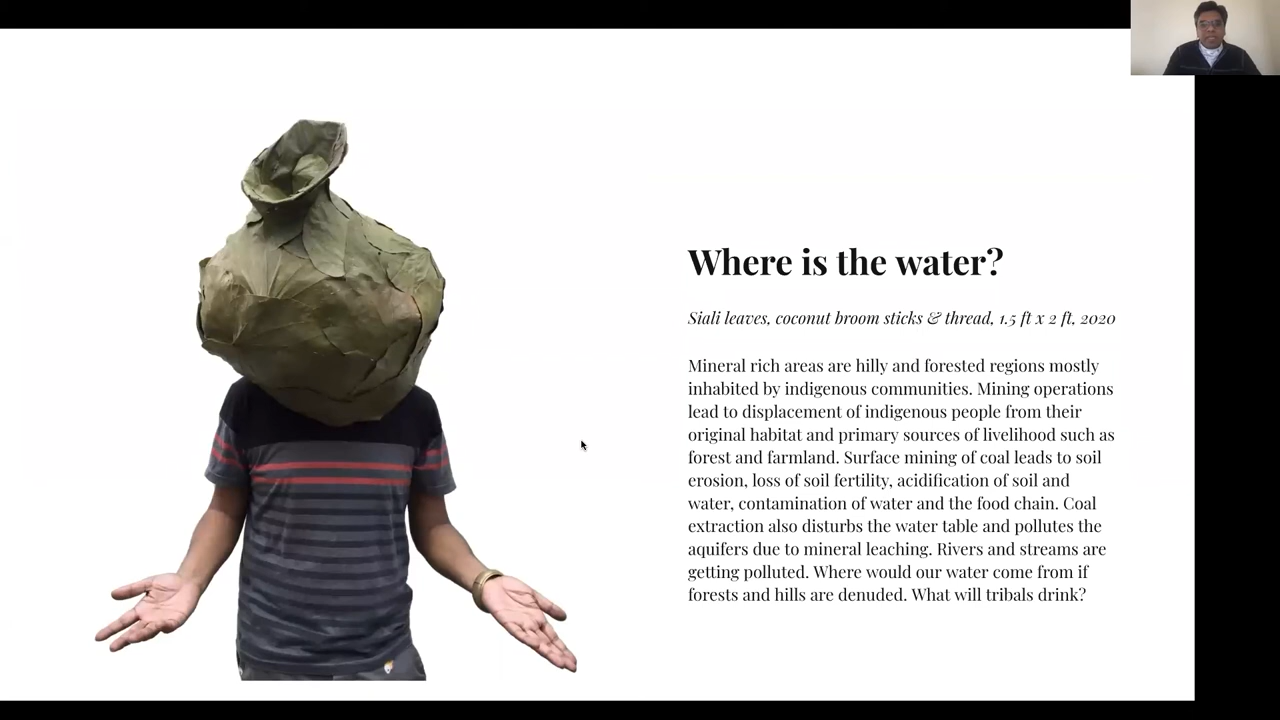 Where is the water?
Siali leaves, coconut broom sticks & thread, 1.5 ft x 2 ft, 2020
Mineral rich areas are hilly and forested regions mostly
inhabited by indigenous communities. Mining operations
lead to displacement of indigenous people from their
original habitat and primary sources of livelihood such as
forest and farmland. Surface mining of coal leads to soil
erosion, loss of soil fertility, acidification of soil and
water, contamination of water and the food chain. Coal
extraction also disturbs the water table and pollutes the
aquifers due to mineral leaching. Rivers and streams are
getting polluted. Where would our water come from if
forests and hills are denuded. What will tribals drink?